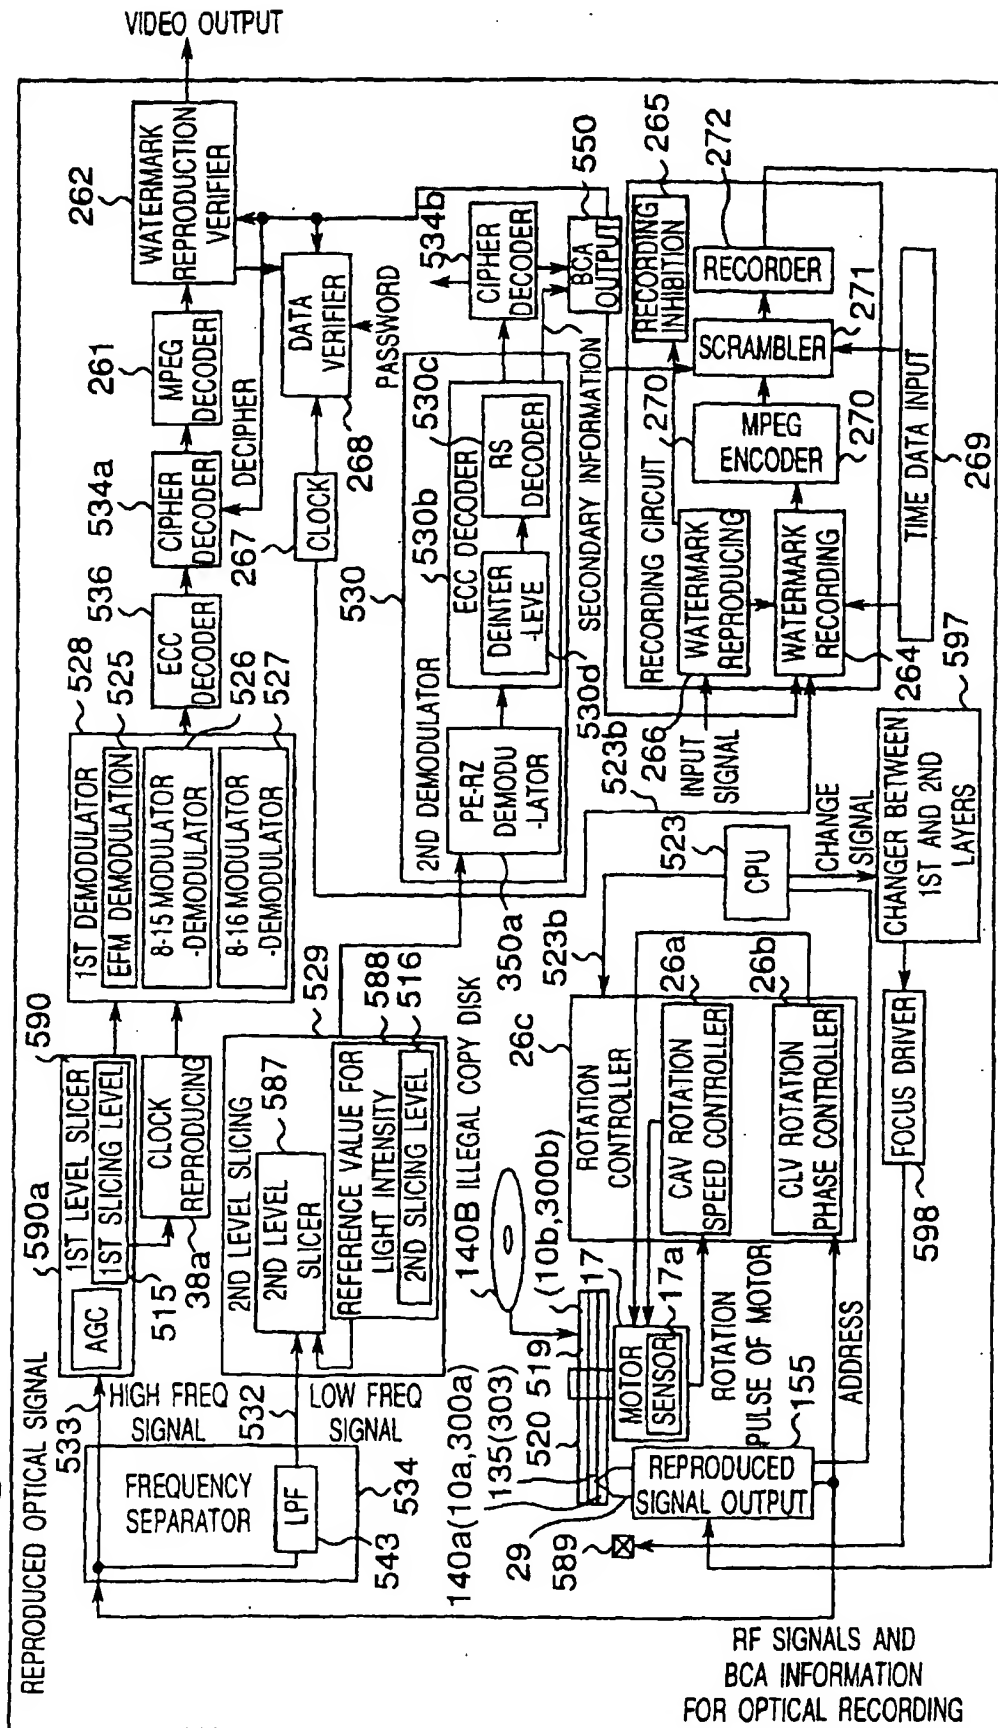 VIDEO OUTPUT
262
WATERMARK
REPRODUCTION
VERIFIER
261
MPEG
DECODER
534a
CIPHER
DECODER
DECIPHER
536
ECC
DECODER
528
525
526
527
1ST DEMODULATOR
EFM DEMODULATION
8-15 MODULATOR
-DEMODULATOR
8-16 MODULATOR
-DEMODULATOR
590
590a
1ST LEVEL SLICER
1ST SLICING LEVEL
AGC
515
CLOCK
REPRODUCING
38a
REPRODUCED OPTICAL SIGNAL
533
HIGH FREQ
SIGNAL
532
LOW FREQ
SIGNAL
FREQUENCY
SEPARATOR
LPF
534
543
DATA
VERIFIER
PASSWORD
268
CLOCK
267
529
588
516
587
2ND LEVEL SLICING
2ND LEVEL
SLICER
REFERENCE VALUE FOR
LIGHT INTENSITY
2ND SLICING LEVEL
530
530b
530c
530d
2ND DEMODULATOR
ECC DECODER
RS
DECODER
DEINTER
-LEVE
PE-RZ
DEMODU
-LATOR
350a
534b
CIPHER
DECODER
550
BCA
OUTPUT
SECONDARY INFORMATION
265
RECORDING
INHIBITION
272
RECORDER
271
SCRAMBLER
270
MPEG
ENCODER
270
RECORDING CIRCUIT
WATERMARK
REPRODUCING
266
WATERMARK
RECORDING
264
TIME DATA INPUT
269
INPUT
SIGNAL
523b
523
CPU
CHANGE
SIGNAL
597
CHANGER BETWEEN
1ST AND 2ND
LAYERS
FOCUS DRIVER
598
523b
26c
26a
26b
ROTATION
CONTROLLER
CAV ROTATION
SPEED CONTROLLER
CLV ROTATION
PHASE CONTROLLER
140B ILLEGAL COPY DISK
(10b,300b)
17
17a
MOTOR
SENSOR
519
520
135(303)
140a(10a,300a)
ROTATION
PULSE OF MOTOR
155
ADDRESS
REPRODUCED
SIGNAL OUTPUT
29
589
RF SIGNALS AND
BCA INFORMATION
FOR OPTICAL RECORDING